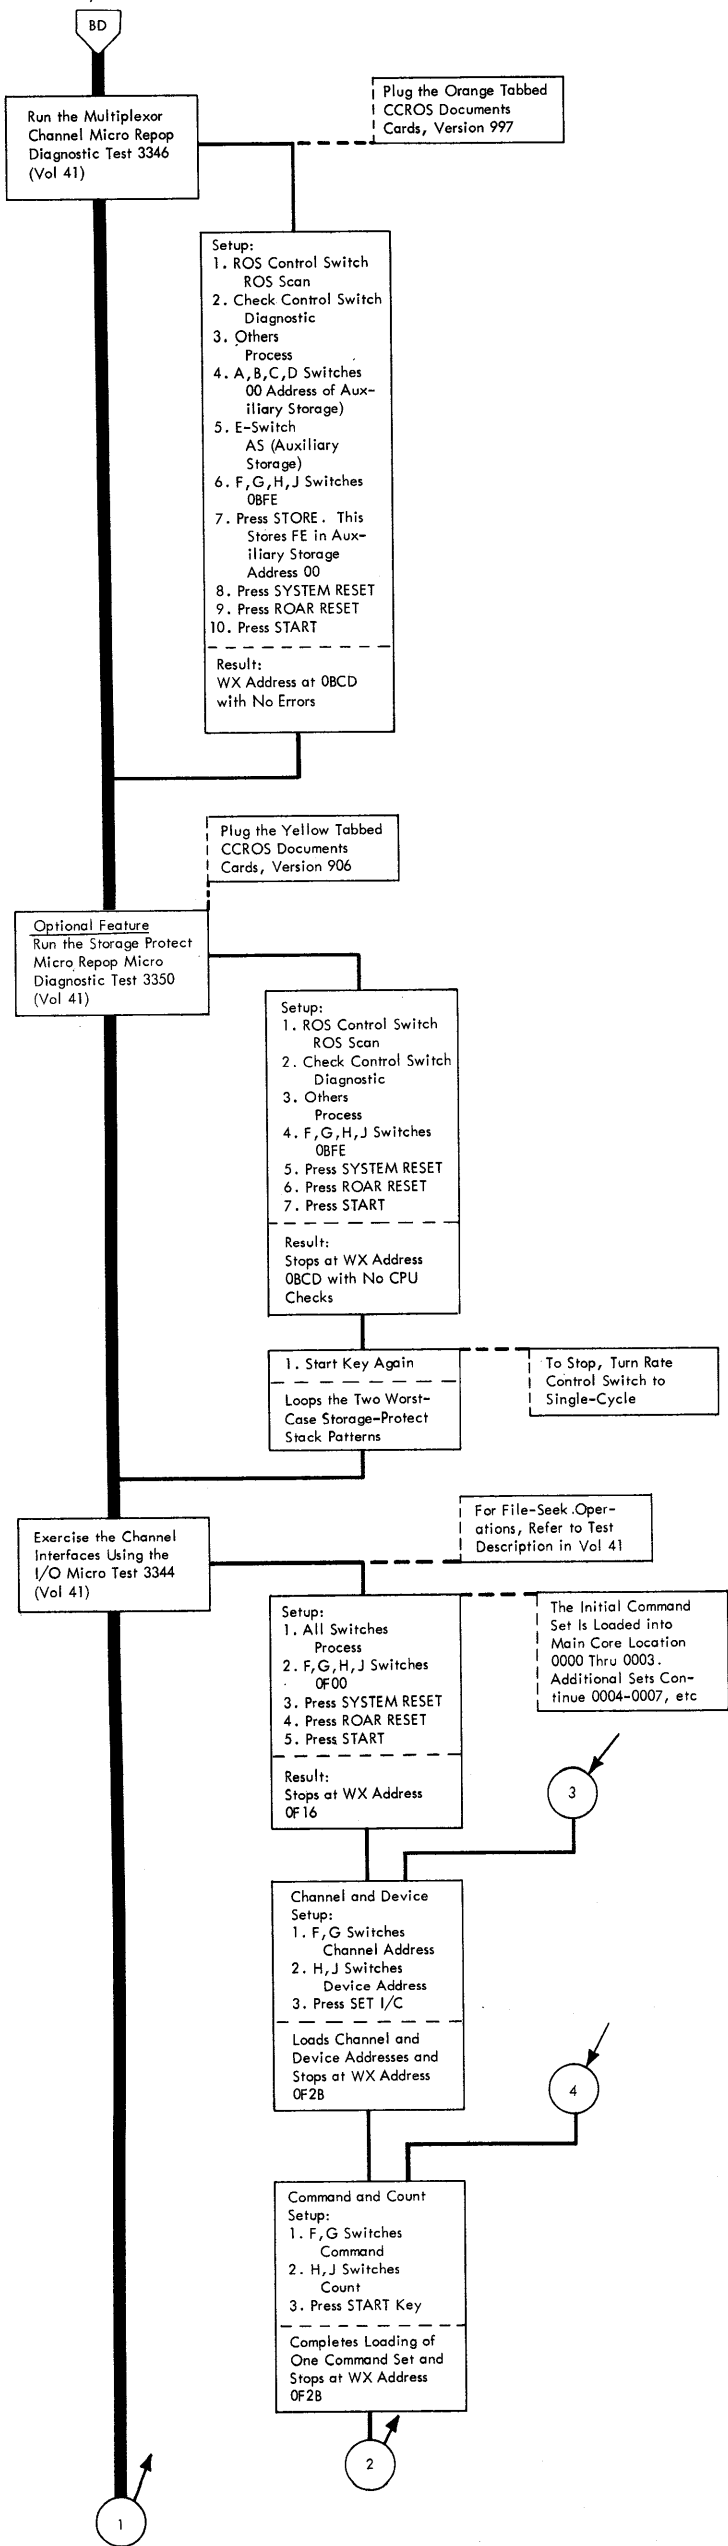 BD
Plug the Orange Tabbed
CCROS Documents
Cards, Version 997
Run the Multiplexor
Channel Micro Repop
Diagnostic Test 3346
(Vol 41)
Setup:
1. ROS Control Switch
ROS Scan
2. Check Control Switch
Diagnostic
3. Others
Process
4. A,B,C,D Switches
00 Address of Aux-
iliary Storage)
5. E-Switch
AS (Auxiliary
Storage)
6. F,G,H,J Switches
0BFE
7. Press STORE. This
Stores FE in Aux-
iliary Storage
Address 00
8. Press SYSTEM RESET
9. Press ROAR RESET
10. Press START
Result:
WX Address at 0BCD
with No Errors
Plug the Yellow Tabbed
CCROS Documents
Cards, Version 906
Optional Feature
Run the Storage Protect
Micro Repop Micro
Diagnostic Test 3350
(Vol 41)
Setup:
1. ROS Control Switch
ROS Scan
2. Check Control Switch
Diagnostic
3. Others
Process
4. F,G,H,J Switches
0BFE
5. Press SYSTEM RESET
6. Press ROAR RESET
7. Press START
Result:
Stops at WX Address
0BCD with No CPU
Checks
1. Start Key Again
Loops the Two Worst-
Case Storage-Protect
Stack Patterns
To Stop, Turn Rate
Control Switch to
Single-Cycle
For File-Seek Oper-
ations, Refer to Test
Description in Vol 41
Exercise the Channel
Interfaces Using the
I/O Micro Test 3344
(Vol 41)
Setup:
1. All Switches
Process
2. F,G,H,J Switches
0F00
3. Press SYSTEM RESET
4. Press ROAR RESET
5. Press START
Result:
Stops at WX Address
0F16
The Initial Command
Set Is Loaded into
Main Core Location
0000 Thru 0003.
Additional Sets Con-
tinue 0004-0007, etc
3
Channel and Device
Setup:
1. F,G Switches
Channel Address
2. H,J Switches
Device Address
3. Press SET I/C
Loads Channel and
Device Addresses and
Stops at WX Address
0F2B
4
Command and Count
Setup:
1. F,G Switches
Command
2. H,J Switches
Count
3. Press START Key
Completes Loading of
One Command Set and
Stops at WX Address
0F2B
2
1